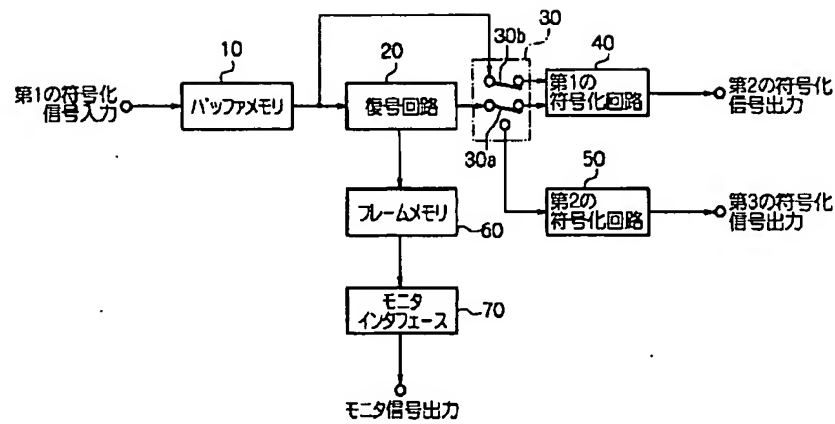 10
20
30b
30
40
第1の符号化
信号入力
バッファメモリ
復号回路
第1の
符号化回路
第2の符号化
信号出力
30a
50
第2の
符号化回路
第3の符号化
信号出力
フレームメモリ
60
モニタ
インタフェース
70
モニタ信号出力